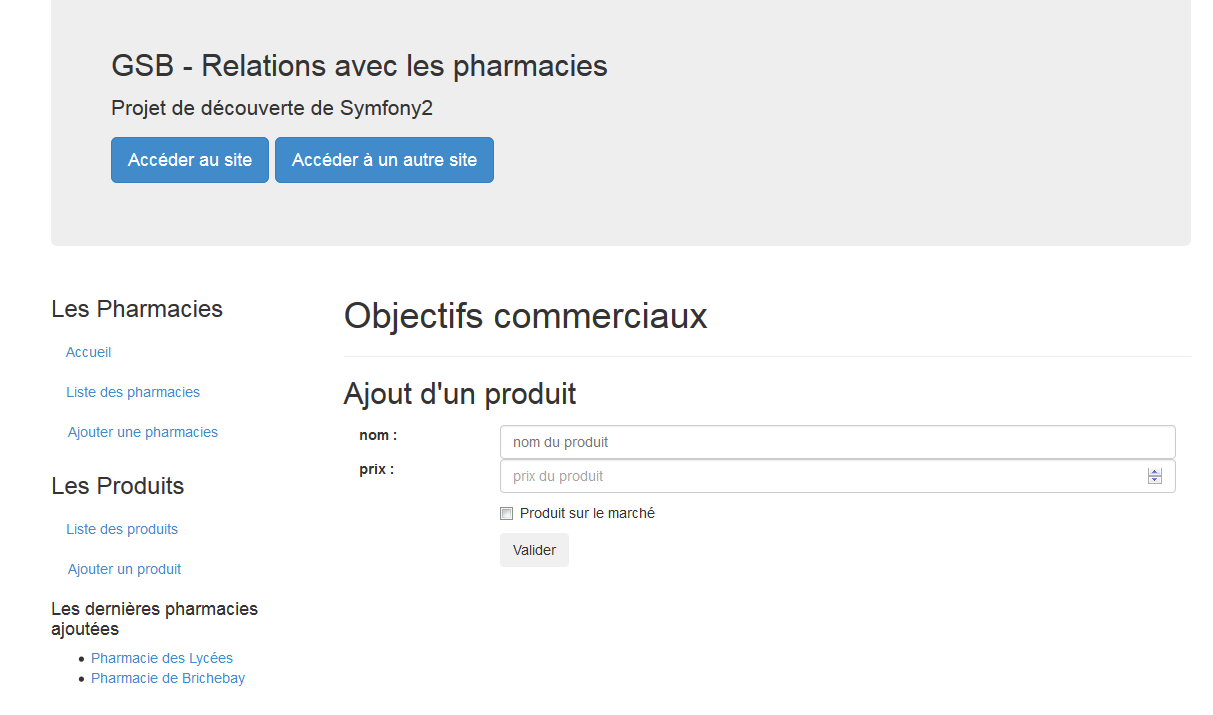 GSB - Relations avec les pharmacies
Projet de découverte de Symfony2
Accéder au site
Accéder à un autre site
Les Pharmacies
Accueil
Liste des pharmacies
Ajouter une pharmacies
Les Produits
Liste des produits
Ajouter un produit
Les dernières pharmacies
ajoutées
Pharmacie des Lycées
Pharmacie de Brichebay
Objectifs commerciaux
Ajout d'un produit
nom :
nom du produit
prix :
prix du produit
Produit sur le marché
Valider